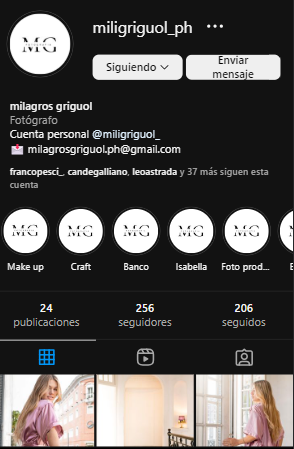 miligriguol_ph ...
MG
Siguiendo
Enviar mensaje
milagros griguol
Fotógrafo
Cuenta personal @miligriguol_
📩 milagrosgriguol.ph@gmail.com
francopesci_, candegalliano, leoastrada y 37 más siguen esta
cuenta
MG MG MG MG MG
Make up Craft Banco Isabella Foto prod... E
24 256 206
publicaciones seguidores seguidos